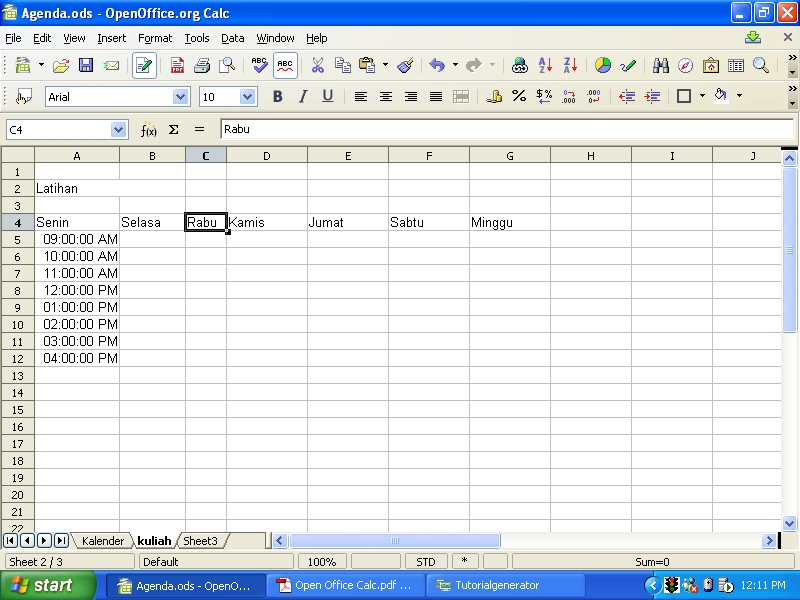 Agenda.ods - OpenOffice.org Calc
File Edit View Insert Format Tools Data Window Help
ABC ABC
Arial 10 B I U
C4 f(x) Σ = Rabu
A B C D E F G H I J
1
2 Latihan
3
4 Senin Selasa Rabu Kamis Jumat Sabtu Minggu
5 09:00:00 AM
6 10:00:00 AM
7 11:00:00 AM
8 12:00:00 PM
9 01:00:00 PM
10 02:00:00 PM
11 03:00:00 PM
12 04:00:00 PM
13
14
15
16
17
18
19
20
21
22
Kalender kuliah Sheet3
Sheet 2 / 3 Default 100% STD * Sum=0
start Agenda.ods - OpenO... Open Office Calc.pdf ... Tutorialgenerator 12:11 PM